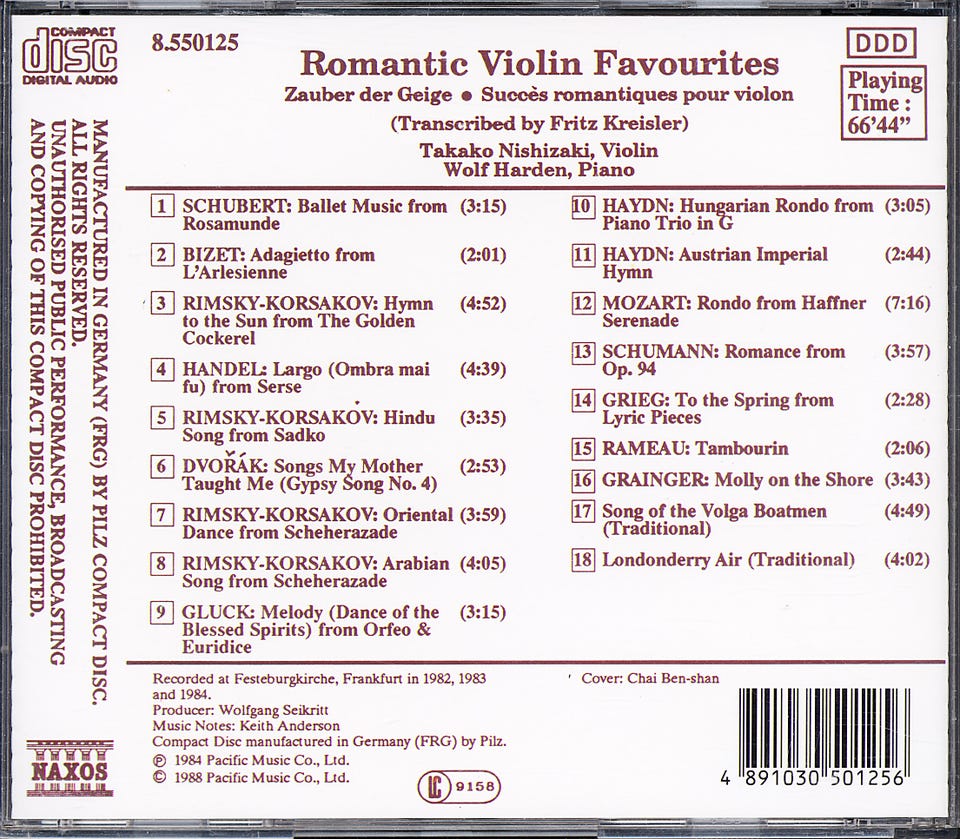 COMPACT
disc
DIGITAL AUDIO
8.550125
Romantic Violin Favourites
Zauber der Geige ● Succès romantiques pour violon
(Transcribed by Fritz Kreisler)
Takako Nishizaki, Violin
Wolf Harden, Piano
DDD
Playing
Time :
66’44”
MANUFACTURED IN GERMANY (FRG) BY PILZ COMPACT DISC.
ALL RIGHTS RESERVED.
UNAUTHORISED PUBLIC PERFORMANCE, BROADCASTING
AND COPYING OF THIS COMPACT DISC PROHIBITED.
1 SCHUBERT: Ballet Music from (3:15)
Rosamunde
2 BIZET: Adagietto from (2:01)
L’Arlesienne
3 RIMSKY-KORSAKOV: Hymn (4:52)
to the Sun from The Golden
Cockerel
4 HANDEL: Largo (Ombra mai (4:39)
fu) from Serse
5 RIMSKY-KORSAKOV: Hindu (3:35)
Song from Sadko
6 DVOŘÁK: Songs My Mother (2:53)
Taught Me (Gypsy Song No. 4)
7 RIMSKY-KORSAKOV: Oriental (3:59)
Dance from Scheherazade
8 RIMSKY-KORSAKOV: Arabian (4:05)
Song from Scheherazade
9 GLUCK: Melody (Dance of the (3:15)
Blessed Spirits) from Orfeo &
Euridice
10 HAYDN: Hungarian Rondo from (3:05)
Piano Trio in G
11 HAYDN: Austrian Imperial (2:44)
Hymn
12 MOZART: Rondo from Haffner (7:16)
Serenade
13 SCHUMANN: Romance from (3:57)
Op. 94
14 GRIEG: To the Spring from (2:28)
Lyric Pieces
15 RAMEAU: Tambourin (2:06)
16 GRAINGER: Molly on the Shore (3:43)
17 Song of the Volga Boatmen (4:49)
(Traditional)
18 Londonderry Air (Traditional) (4:02)
Recorded at Festeburgkirche, Frankfurt in 1982, 1983
and 1984.
Producer: Wolfgang Seikritt
Music Notes: Keith Anderson
Compact Disc manufactured in Germany (FRG) by Pilz.
℗ 1984 Pacific Music Co., Ltd.
© 1988 Pacific Music Co., Ltd.
Cover: Chai Ben-shan
LC 9158
4 891030 501256
NAXOS